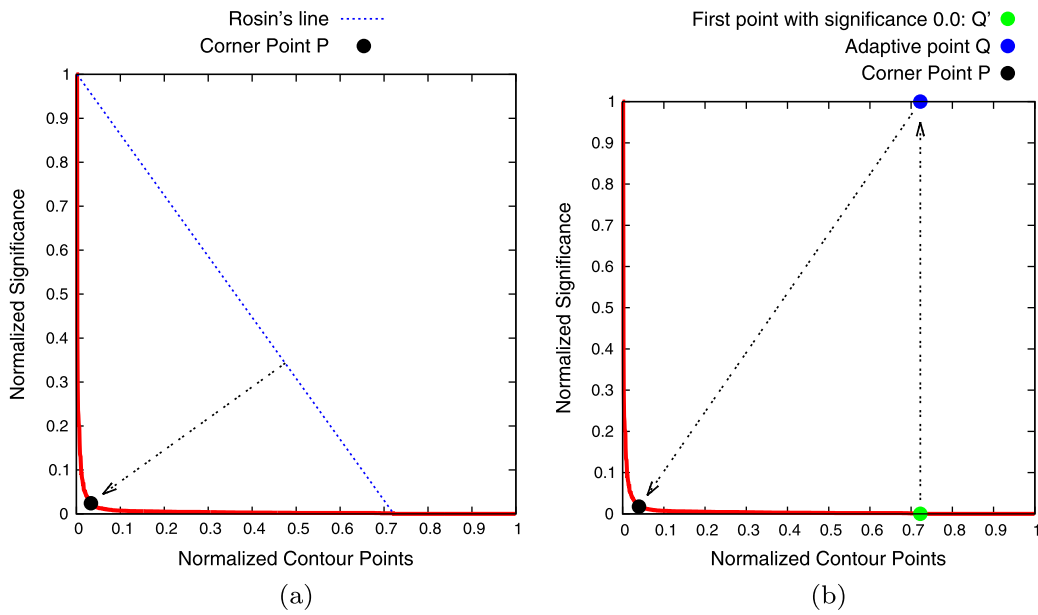 Rosin's line
Corner Point P
1
0.9
0.8
0.7
0.6
0.5
0.4
0.3
0.2
0.1
0
Normalized Significance
0 0.1 0.2 0.3 0.4 0.5 0.6 0.7 0.8 0.9 1
Normalized Contour Points
(a)
First point with significance 0.0: Q'
Adaptive point Q
Corner Point P
1
0.9
0.8
0.7
0.6
0.5
0.4
0.3
0.2
0.1
0
Normalized Significance
0 0.1 0.2 0.3 0.4 0.5 0.6 0.7 0.8 0.9 1
Normalized Contour Points
(b)